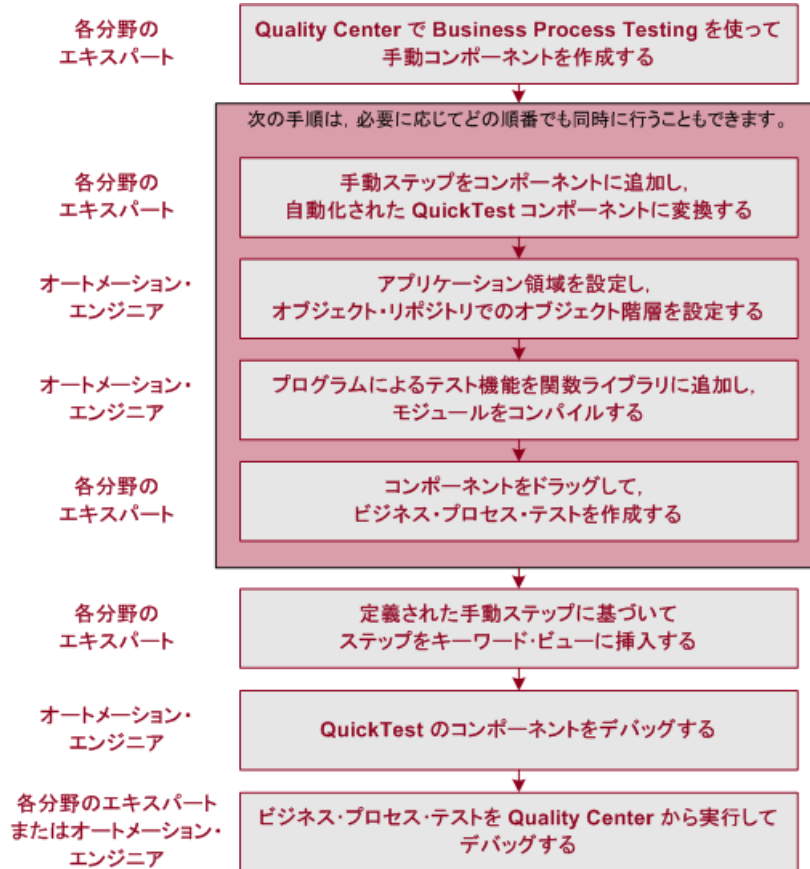 各分野の
エキスパート
Quality Center で Business Process Testing を使って
手動コンポーネントを作成する
次の手順は，必要に応じてどの順番でも同時に行うこともできます。
各分野の
エキスパート
手動ステップをコンポーネントに追加し，
自動化された QuickTest コンポーネントに変換する
オートメーション・
エンジニア
アプリケーション領域を設定し，
オブジェクト・リポジトリでのオブジェクト階層を設定する
オートメーション・
エンジニア
プログラムによるテスト機能を関数ライブラリに追加し，
モジュールをコンパイルする
各分野の
エキスパート
コンポーネントをドラッグして，
ビジネス・プロセス・テストを作成する
各分野の
エキスパート
定義された手動ステップに基づいて
ステップをキーワード・ビューに挿入する
オートメーション・
エンジニア
QuickTest のコンポーネントをデバッグする
各分野のエキスパート
またはオートメーション・
エンジニア
ビジネス・プロセス・テストを Quality Center から実行して
デバッグする